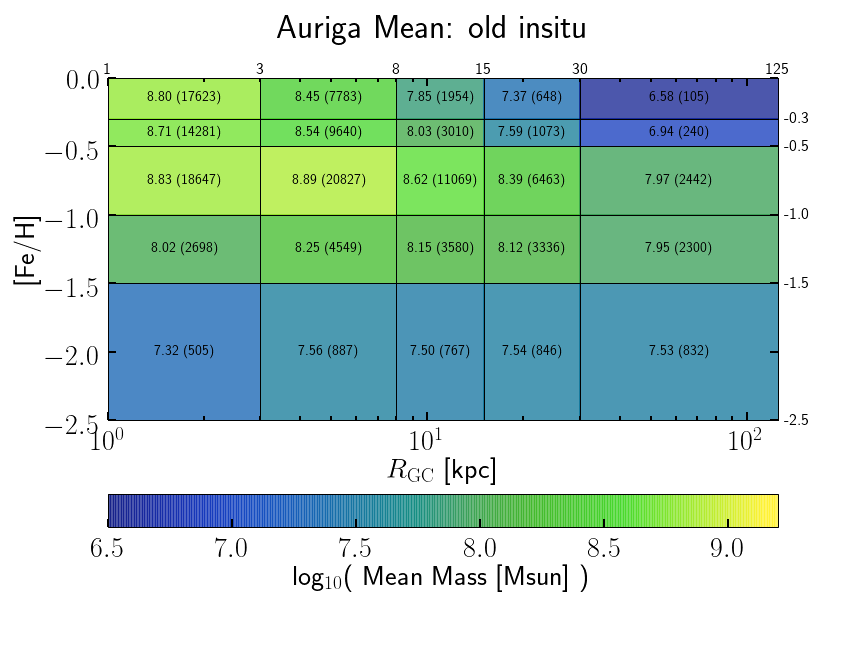 Auriga Mean: old insitu
1 3 8 15 30 125
0.0
8.80 (17623) 8.45 (7783) 7.85 (1954) 7.37 (648) 6.58 (105)
-0.3
8.71 (14281) 8.54 (9640) 8.03 (3010) 7.59 (1073) 6.94 (240)
−0.5 -0.5
8.83 (18647) 8.89 (20827) 8.62 (11069) 8.39 (6463) 7.97 (2442)
−1.0 -1.0
[Fe/H]
8.02 (2698) 8.25 (4549) 8.15 (3580) 8.12 (3336) 7.95 (2300)
−1.5 -1.5
7.32 (505) 7.56 (887) 7.50 (767) 7.54 (846) 7.53 (832)
−2.0
−2.5 -2.5
10⁰ 10¹ 10²
R_GC [kpc]
6.5 7.0 7.5 8.0 8.5 9.0
log₁₀( Mean Mass [Msun] )